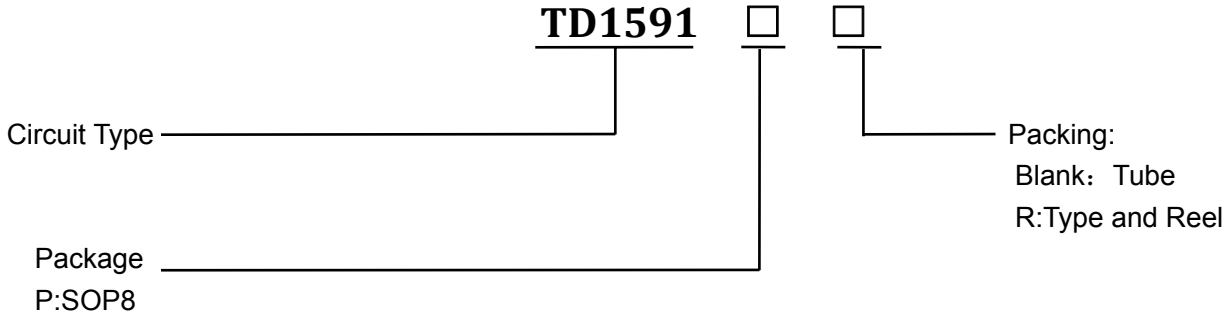 TD1591 □ □
Circuit Type
Packing:
Blank：Tube
R:Type and Reel
Package
P:SOP8